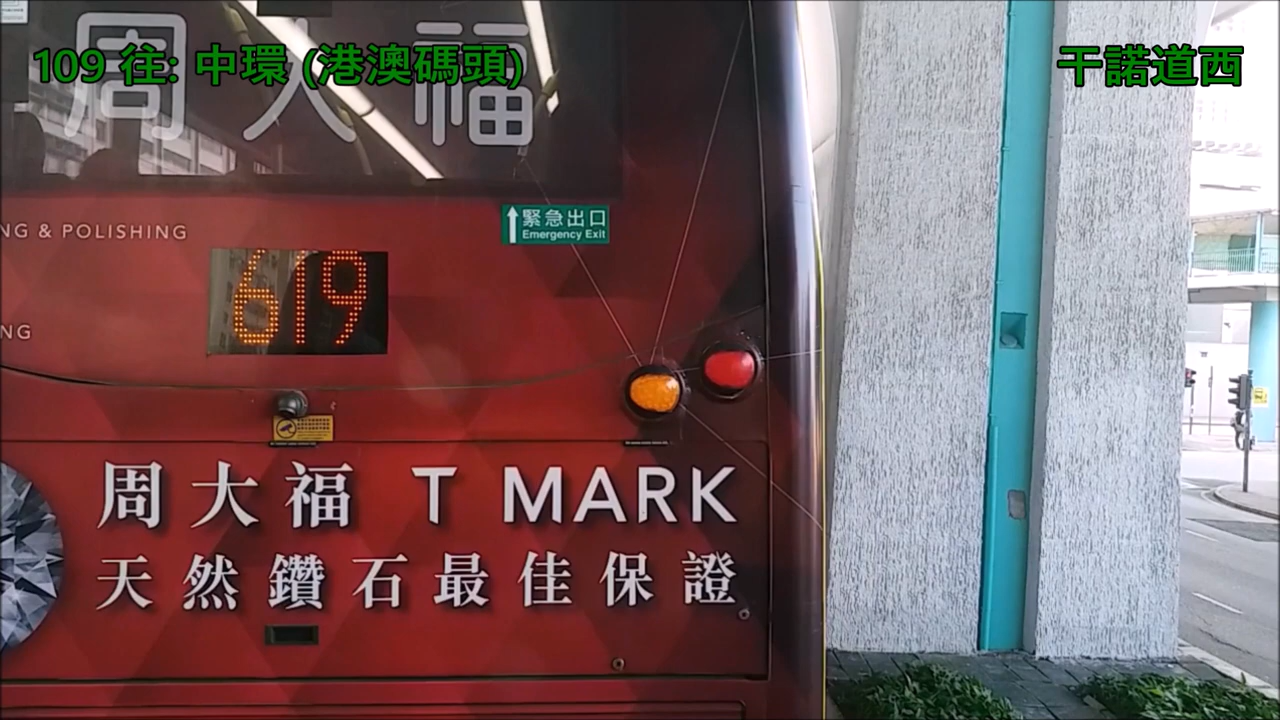 109 往: 中環 (港澳碼頭)
干諾道西
周大福
緊急出口
Emergency Exit
NG & POLISHING
619
NG
周大福 T MARK
天然鑽石最佳保證